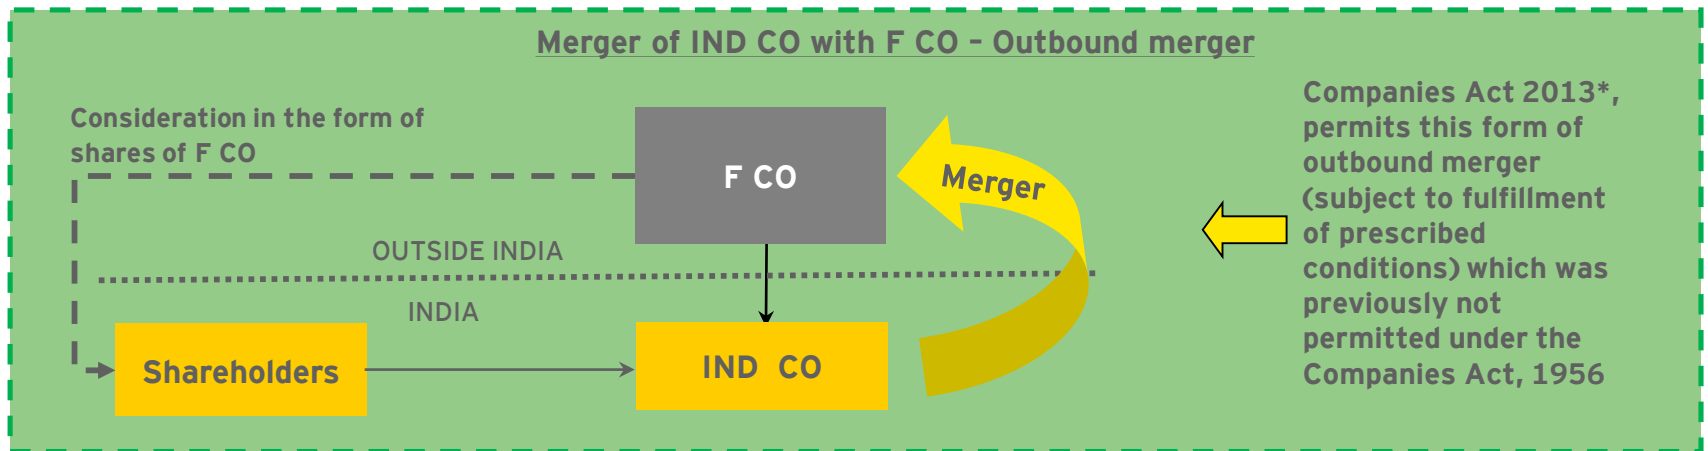 Merger of IND CO with F CO – Outbound merger
Consideration in the form of
shares of F CO
F CO
Merger
OUTSIDE INDIA
INDIA
Shareholders
IND CO
Companies Act 2013*,
permits this form of
outbound merger
(subject to fulfillment
of prescribed
conditions) which was
previously not
permitted under the
Companies Act, 1956